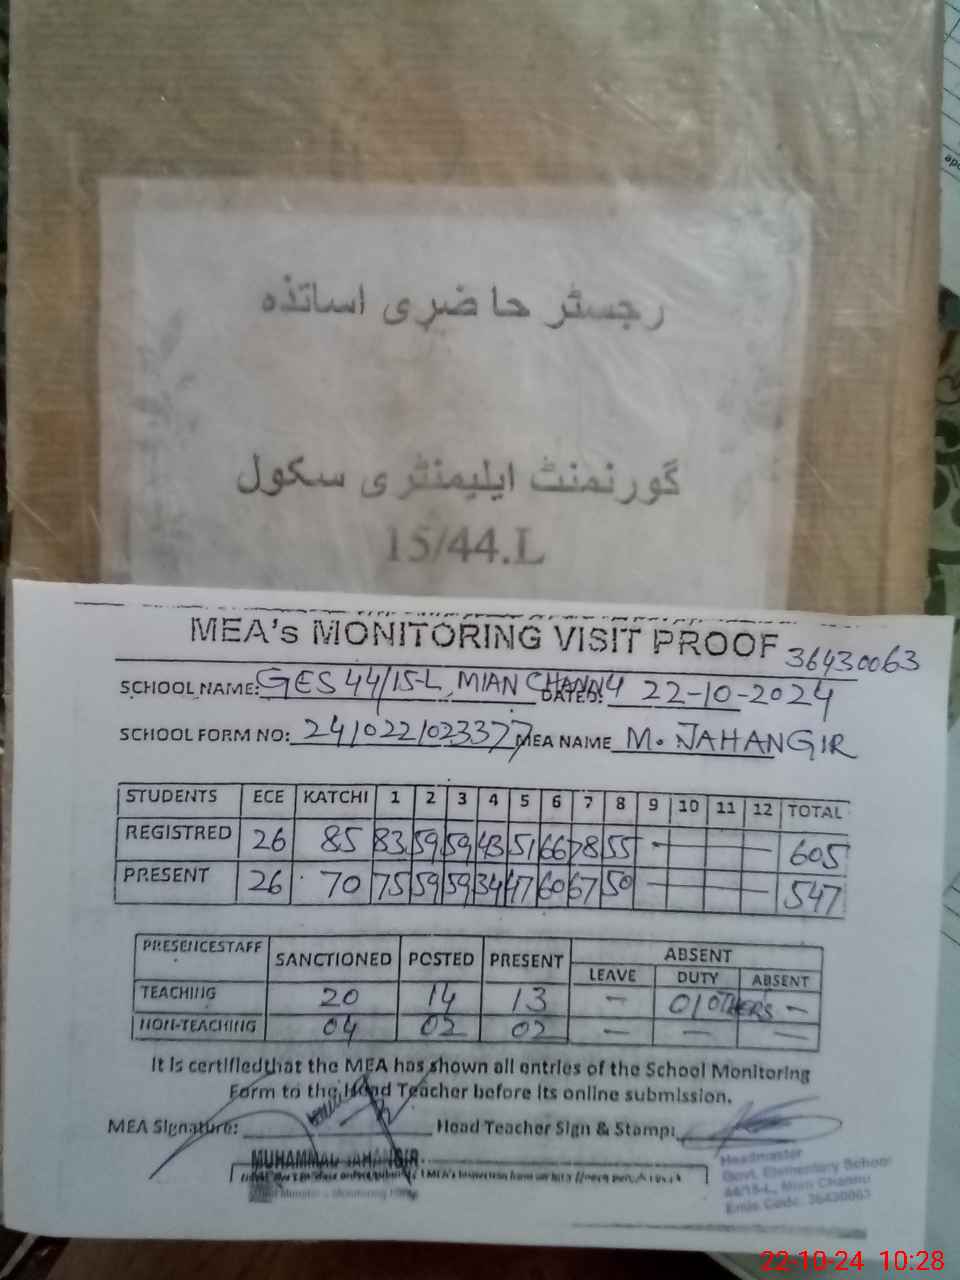 رجسٹر حاضری اساتذہ
گورنمنٹ ایلیمنٹری سکول
15/44.L
MEA's MONITORING VISIT PROOF 36430063
SCHOOL NAME: GES 44/15-L, MIAN CHANNU DATED: 22-10-2024
SCHOOL FORM NO: 241022102337 MEA NAME M. JAHANGIR
STUDENTS ECE KATCHI 1 2 3 4 5 6 7 8 9 10 11 12 TOTAL
REGISTRED 26 85 83 59 59 43 51 66 78 55 - 605
PRESENT 26 70 75 59 59 34 47 60 67 50 - 547
PRESENCESTAFF SANCTIONED POSTED PRESENT ABSENT
LEAVE DUTY ABSENT
TEACHING 20 14 13 - 01 OTHERS -
NON-TEACHING 04 02 02 - - -
It is certifiedthat the MEA has shown all entries of the School Monitoring
Form to the Head Teacher before its online submission.
MEA Signature: Head Teacher Sign & Stamp:
MUHAMMAD JAHANGIR
Headmaster
Govt. Elementary School
44/15-L, Mian Channu
Emis Code: 36430063
22-10-24 10:28